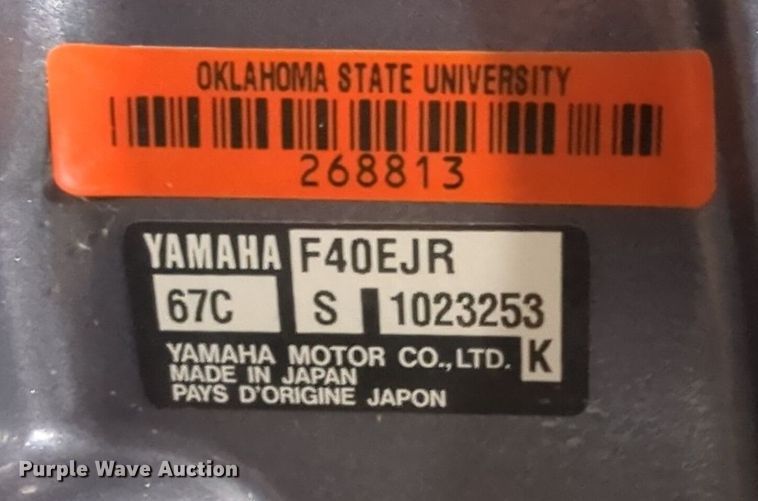 OKLAHOMA STATE UNIVERSITY
268813
YAMAHA F40EJR
67C S 1023253
YAMAHA MOTOR CO.,LTD. K
MADE IN JAPAN
PAYS D'ORIGINE JAPON
Purple Wave Auction